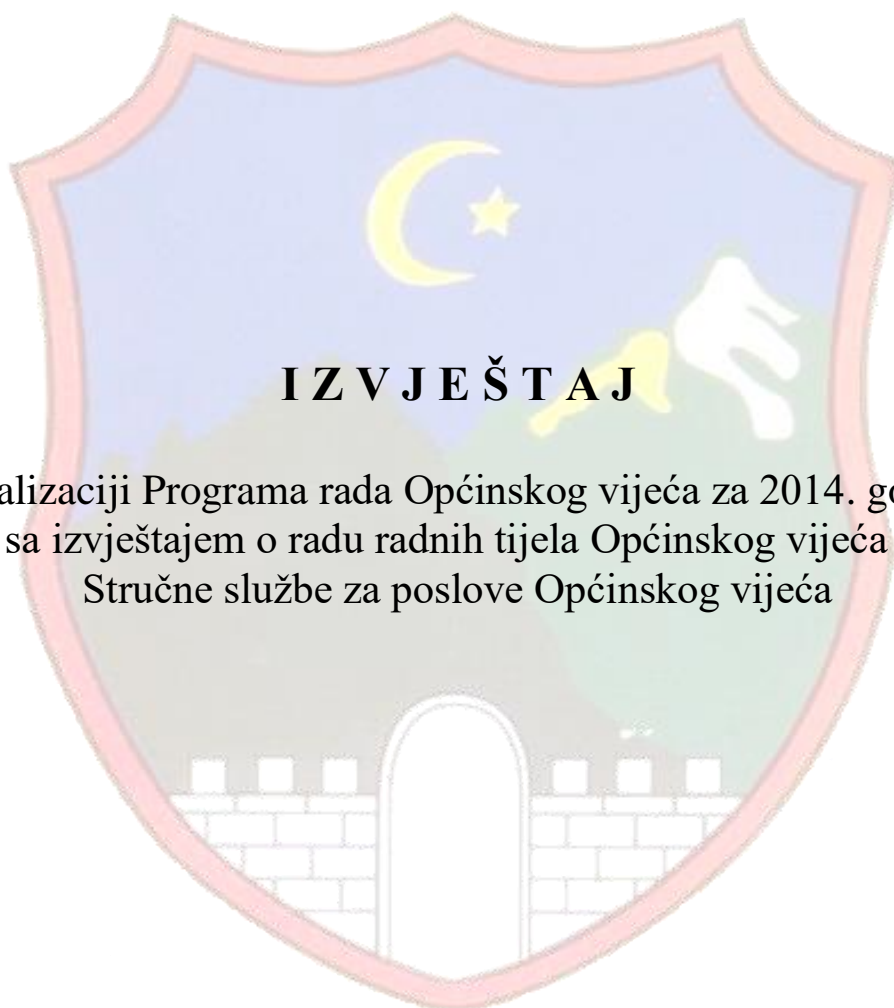 I Z V J E Š T A J
alizaciji Programa rada Općinskog vijeća za 2014. go
sa izvještajem o radu radnih tijela Općinskog vijeća
Stručne službe za poslove Općinskog vijeća